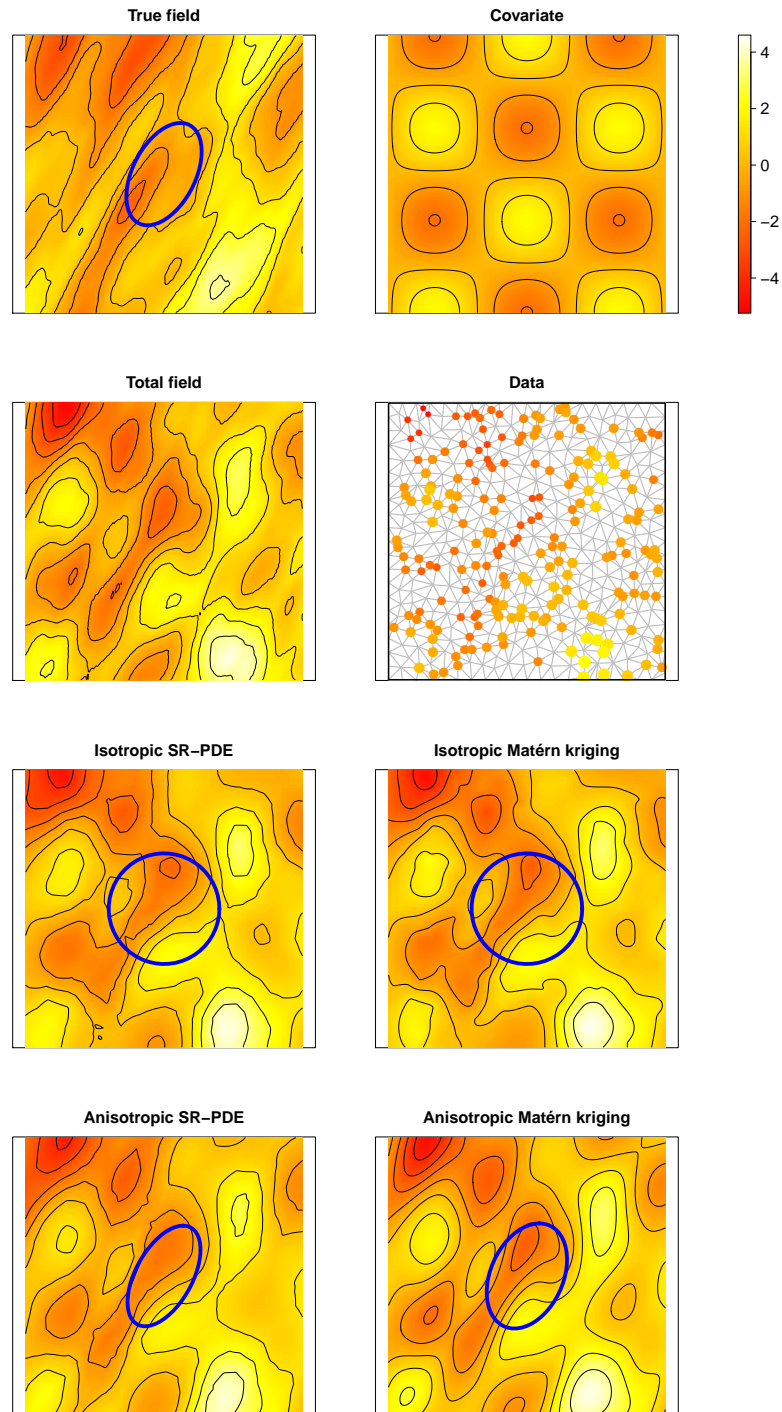 True field
Covariate
4
2
0
−2
−4
Total field
Data
Isotropic SR−PDE
Isotropic Matérn kriging
Anisotropic SR−PDE
Anisotropic Matérn kriging